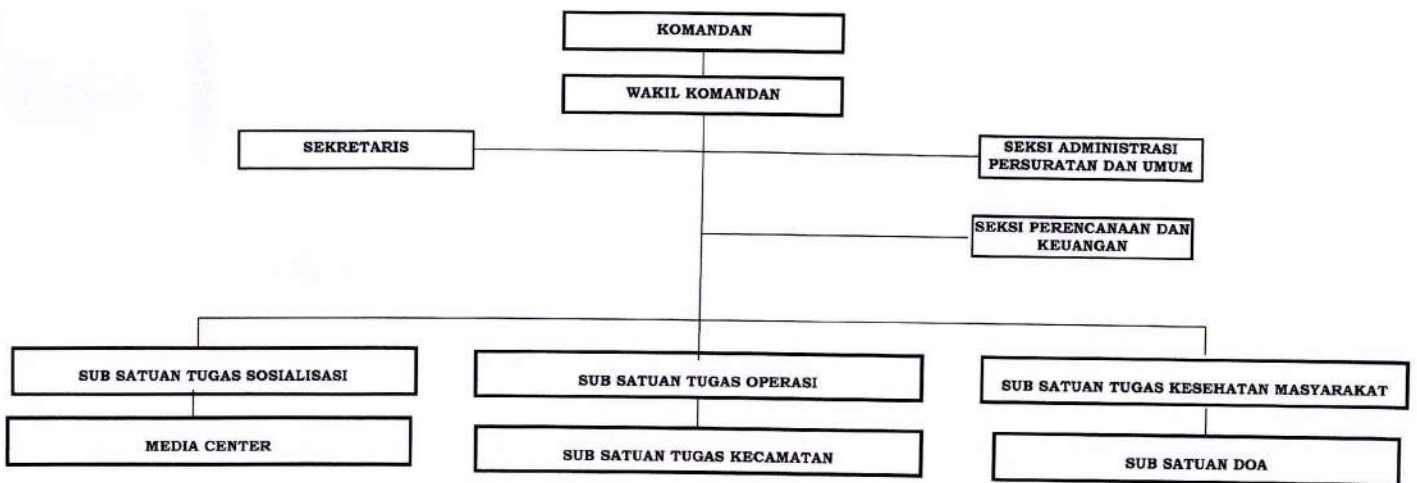 KOMANDAN
WAKIL KOMANDAN
SEKRETARIS
SEKSI ADMINISTRASI
PERSURATAN DAN UMUM
SEKSI PERENCANAAN DAN
KEUANGAN
SUB SATUAN TUGAS SOSIALISASI
SUB SATUAN TUGAS OPERASI
SUB SATUAN TUGAS KESEHATAN MASYARAKAT
MEDIA CENTER
SUB SATUAN TUGAS KECAMATAN
SUB SATUAN DOA